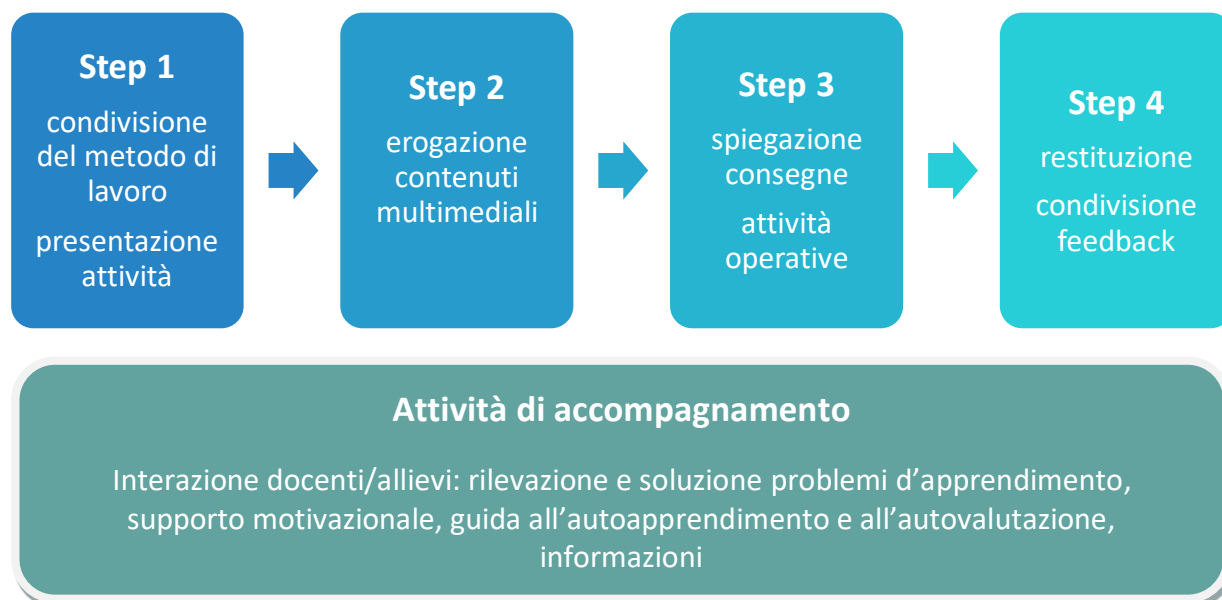 Step 1
condivisione
del metodo di
lavoro
presentazione
attività
Step 2
erogazione
contenuti
multimediali
Step 3
spiegazione
consegne
attività
operative
Step 4
restituzione
condivisione
feedback
Attività di accompagnamento
Interazione docenti/allievi: rilevazione e soluzione problemi d’apprendimento,
supporto motivazionale, guida all’autoapprendimento e all’autovalutazione,
informazioni